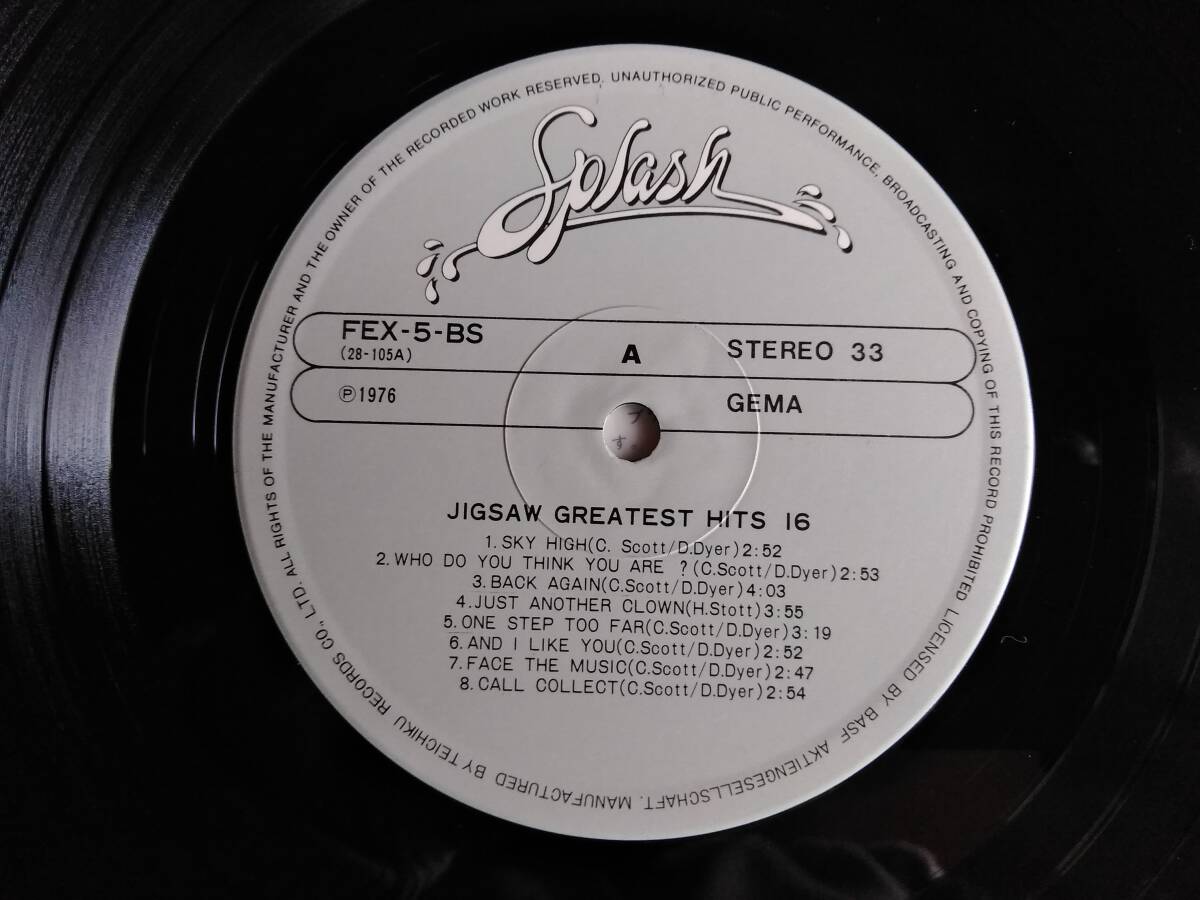 ALL RIGHTS OF THE MANUFACTURER AND THE OWNER OF THE RECORDED WORK RESERVED, UNAUTHORIZED PUBLIC PERFORMANCE, BROADCASTING AND COPYING OF THIS RECORD PROHIBITED LICENSED BY BASF AKTIENGESELLSCHAFT. MANUFACTURED BY TEICHIKU RECORDS CO., LTD.
Splash
FEX-5-BS
(28-105A)
A
STEREO 33
Ⓟ1976
GEMA
フ
す
JIGSAW GREATEST HITS 16
1. SKY HIGH(C. Scott/D.Dyer)2:52
2. WHO DO YOU THINK YOU ARE ?(C.Scott/D.Dyer)2:53
3. BACK AGAIN(C.Scott/D.Dyer)4:03
4. JUST ANOTHER CLOWN(H.Stott)3:55
5. ONE STEP TOO FAR(C.Scott/D.Dyer)3:19
6. AND I LIKE YOU(C.Scott/D.Dyer)2:52
7. FACE THE MUSIC(C.Scott/D.Dyer)2:47
8. CALL COLLECT(C.Scott/D.Dyer)2:54